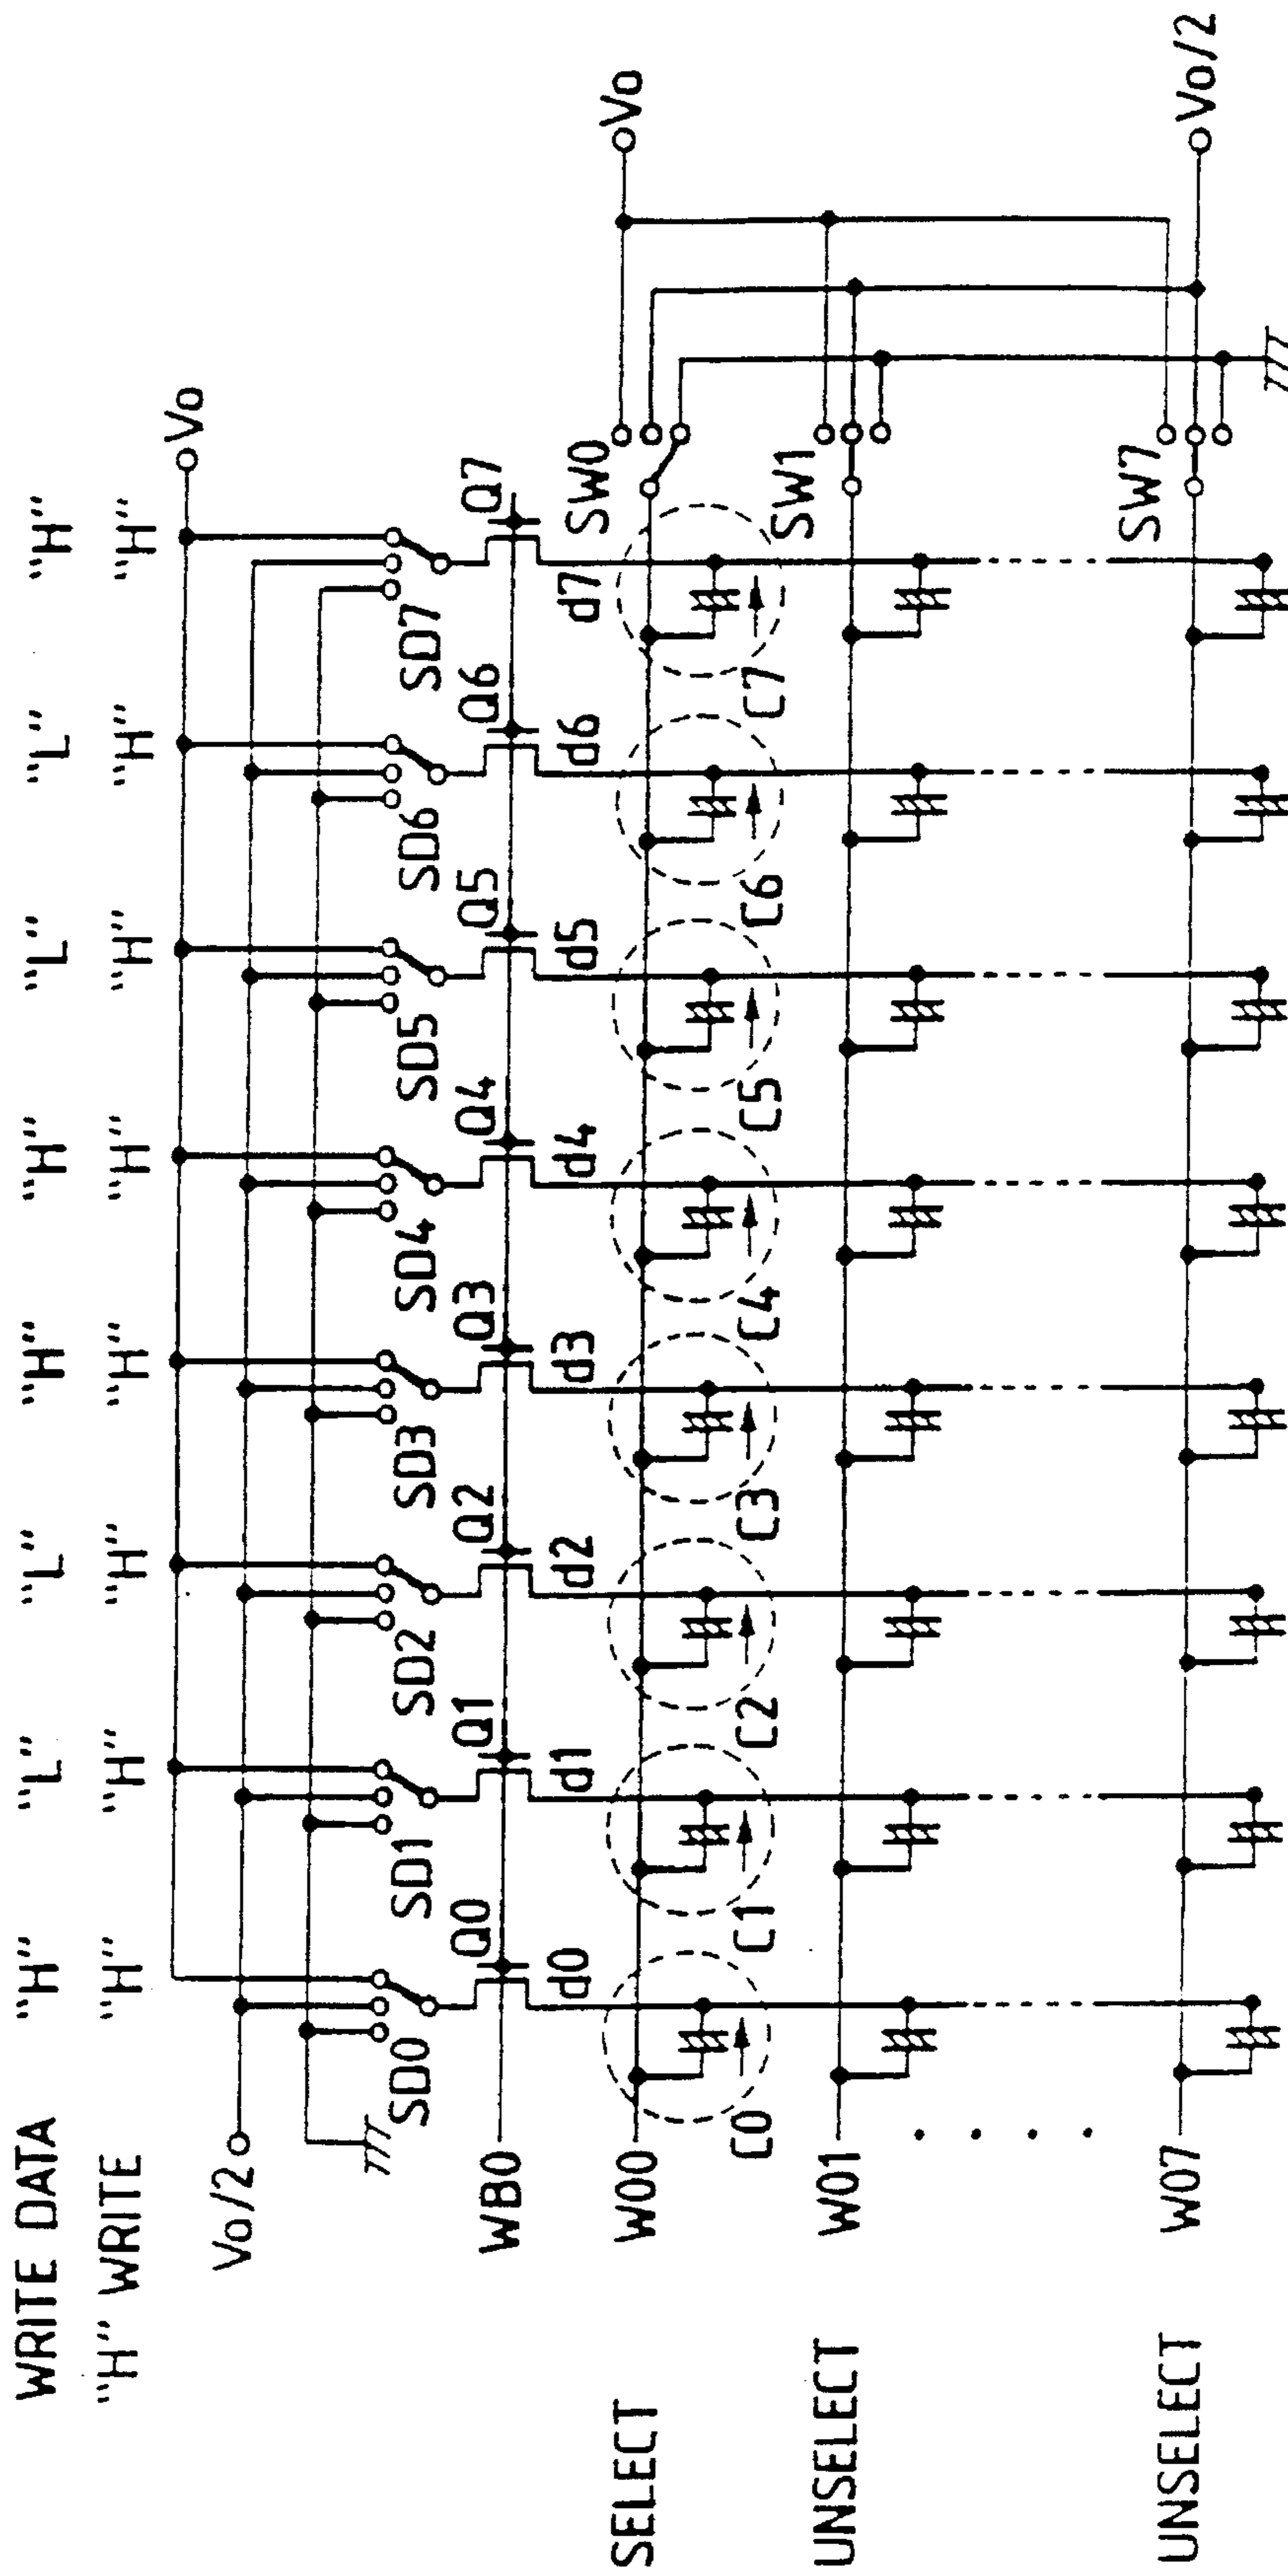 WRITE DATA "H" "L" "L" "H" "H" "L" "L" "H"
"H" WRITE "H" "H" "H" "H" "H" "H" "H" "H"
Vo
Vo/2
SD0 SD1 SD2 SD3 SD4 SD5 SD6 SD7
WB0 Q0 Q1 Q2 Q3 Q4 Q5 Q6 Q7
d0 d1 d2 d3 d4 d5 d6 d7
SELECT W00 SW0 Vo
C0 C1 C2 C3 C4 C5 C6 C7
UNSELECT W01 SW1
UNSELECT W07 SW7 Vo/2